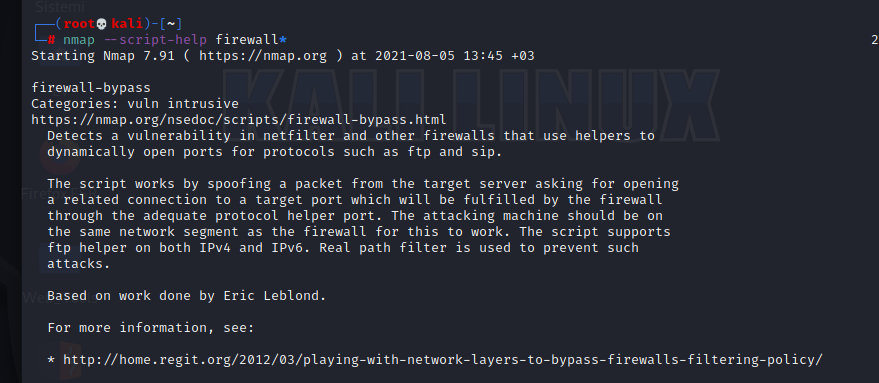 Sistemi
┌──(root💀kali)-[~]
└─# nmap --script-help firewall*
2
Starting Nmap 7.91 ( https://nmap.org ) at 2021-08-05 13:45 +03
KALI LINUX
firewall-bypass
Categories: vuln intrusive
https://nmap.org/nsedoc/scripts/firewall-bypass.html
Detects a vulnerability in netfilter and other firewalls that use helpers to
dynamically open ports for protocols such as ftp and sip.
The script works by spoofing a packet from the target server asking for opening
a related connection to a target port which will be fulfilled by the firewall
through the adequate protocol helper port. The attacking machine should be on
the same network segment as the firewall for this to work. The script supports
ftp helper on both IPv4 and IPv6. Real path filter is used to prevent such
attacks.
Based on work done by Eric Leblond.
For more information, see:
* http://home.regit.org/2012/03/playing-with-network-layers-to-bypass-firewalls-filtering-policy/